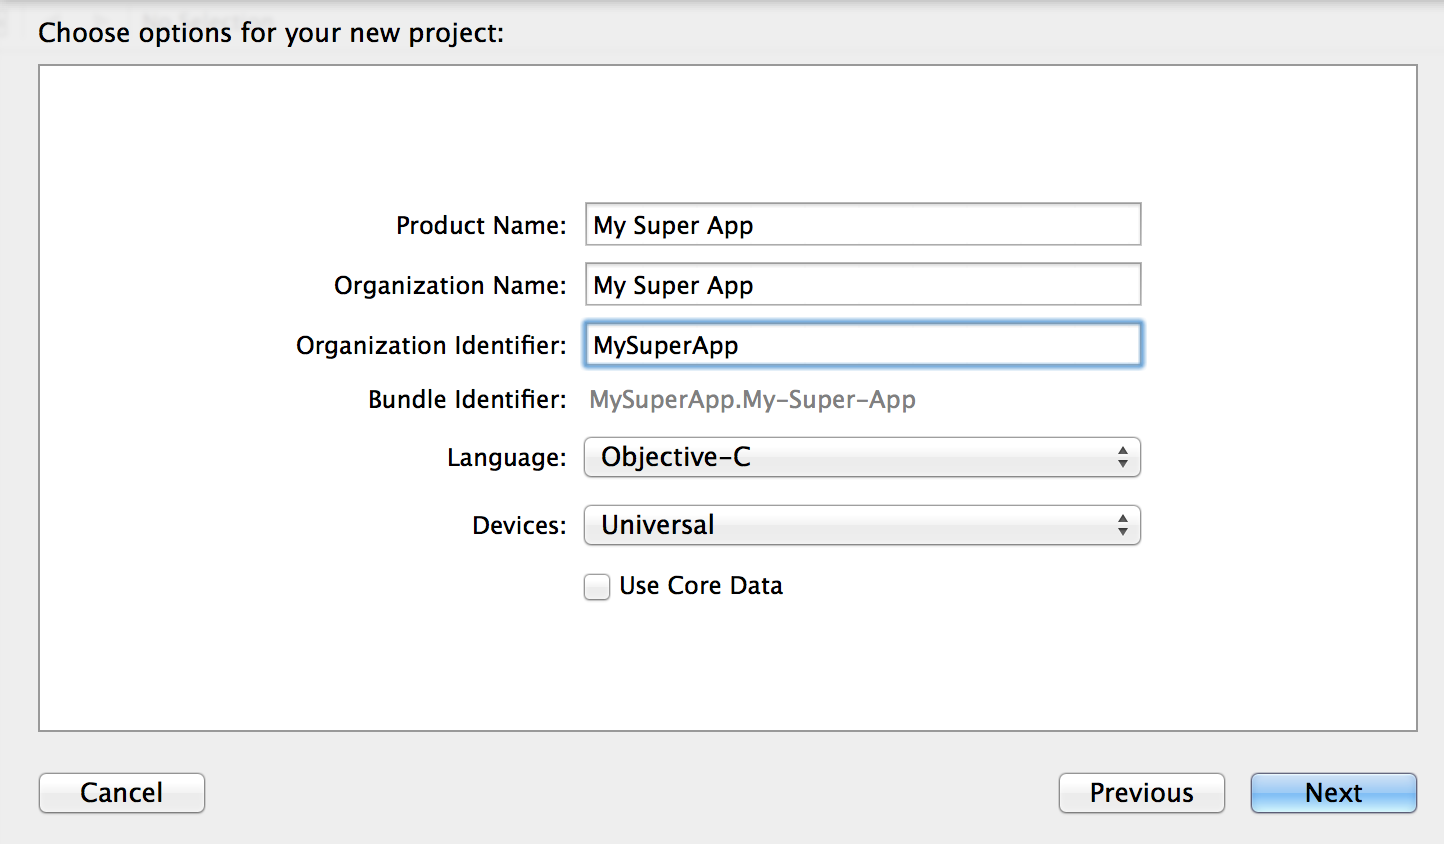 Choose options for your new project:
Product Name: My Super App
Organization Name: My Super App
Organization Identifier: MySuperApp
Bundle Identifier: MySuperApp.My-Super-App
Language: Objective-C
Devices: Universal
Use Core Data
Cancel Previous Next